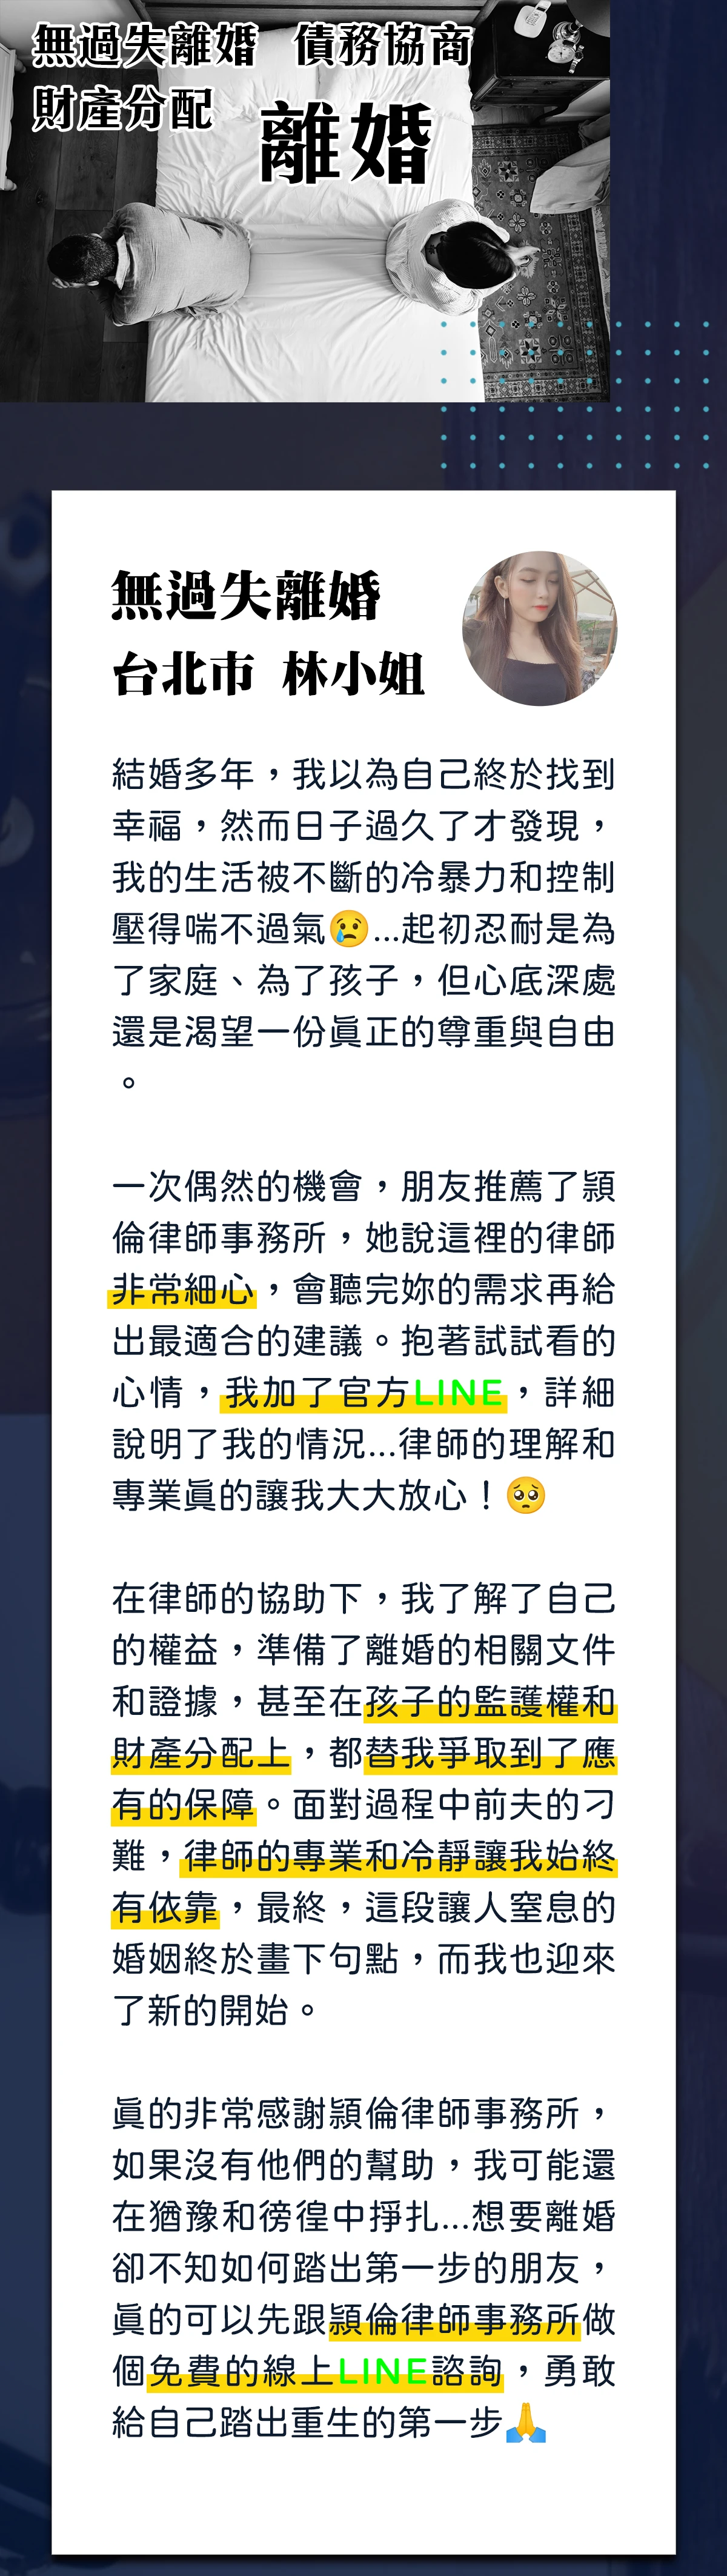 無過失離婚 債務協商
財產分配 離婚
無過失離婚
台北市 林小姐
結婚多年，我以為自己終於找到
幸福，然而日子過久了才發現，
我的生活被不斷的冷暴力和控制
壓得喘不過氣😢...起初忍耐是為
了家庭、為了孩子，但心底深處
還是渴望一份真正的尊重與自由
。
一次偶然的機會，朋友推薦了頴
倫律師事務所，她說這裡的律師
非常細心，會聽完妳的需求再給
出最適合的建議。抱著試試看的
心情，我加了官方LINE，詳細
說明了我的情況...律師的理解和
專業真的讓我大大放心！🥺
在律師的協助下，我了解了自己
的權益，準備了離婚的相關文件
和證據，甚至在孩子的監護權和
財產分配上，都替我爭取到了應
有的保障。面對過程中前夫的刁
難，律師的專業和冷靜讓我始終
有依靠，最終，這段讓人窒息的
婚姻終於畫下句點，而我也迎來
了新的開始。
真的非常感謝頴倫律師事務所，
如果沒有他們的幫助，我可能還
在猶豫和徬徨中掙扎...想要離婚
卻不知如何踏出第一步的朋友，
真的可以先跟頴倫律師事務所做
個免費的線上LINE諮詢，勇敢
給自己踏出重生的第一步🙏